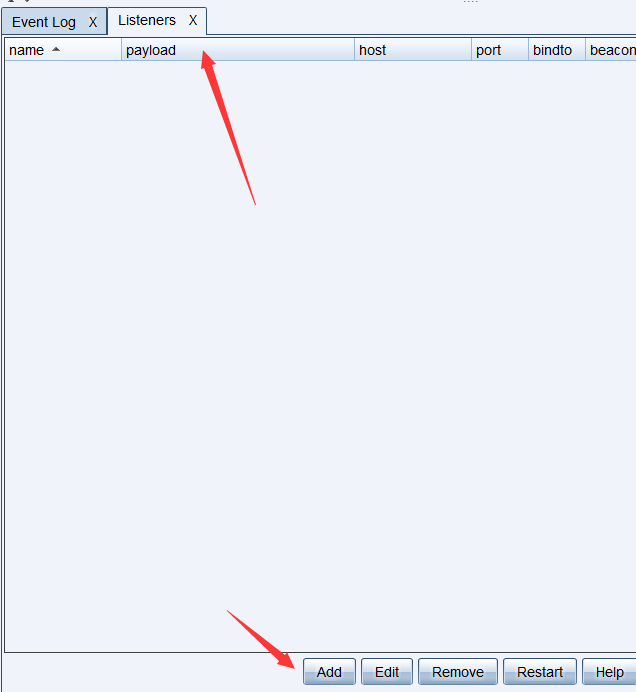 Event Log X Listeners X
name payload host port bindto beacon
Add Edit Remove Restart Help